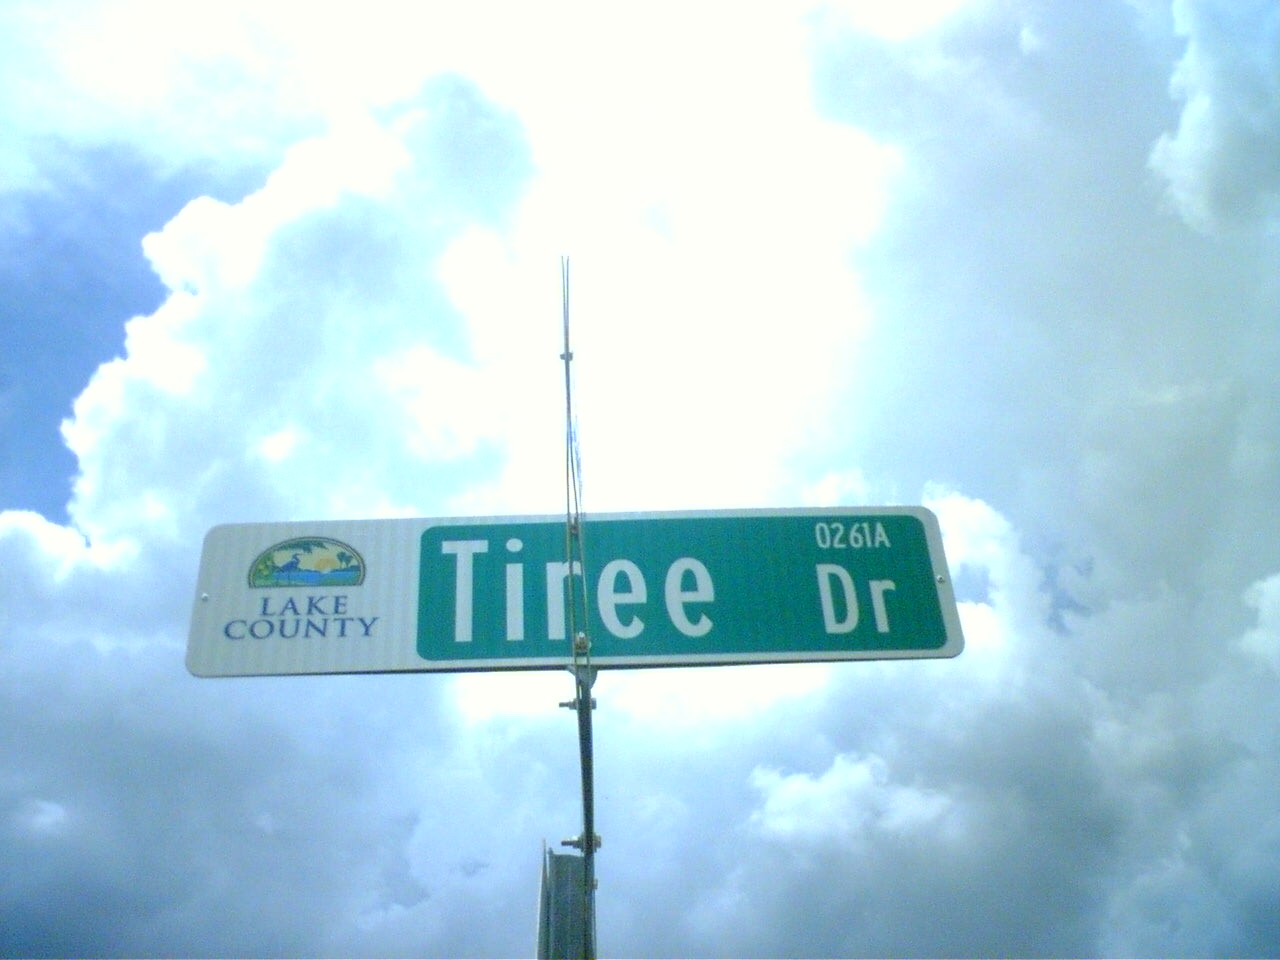 LAKE
COUNTY
Tiree
0261A
Dr